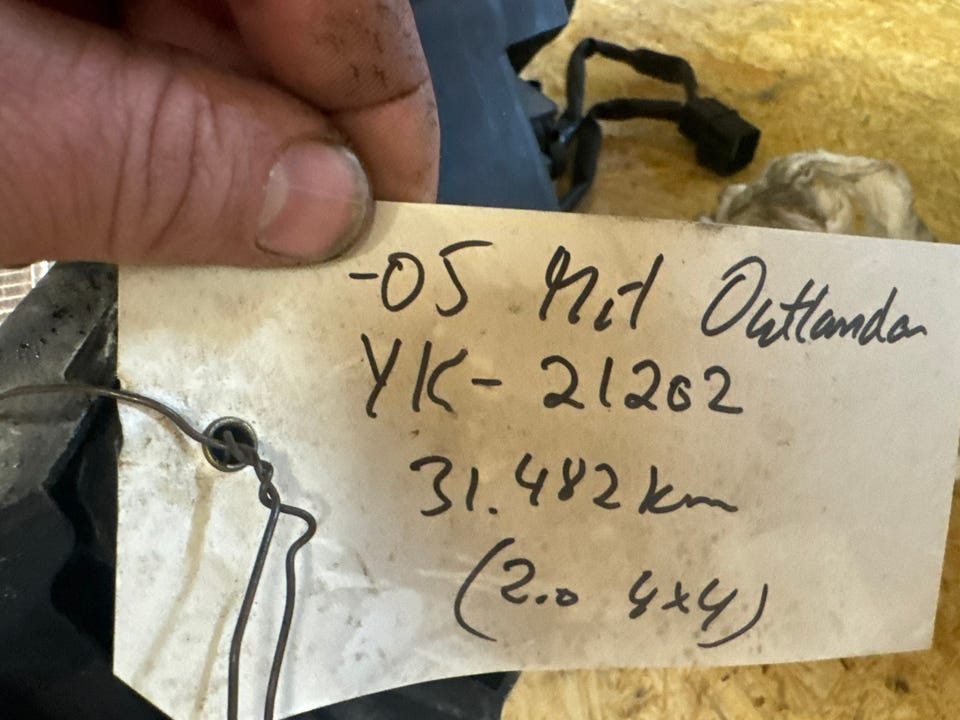 -05 Mit Outlander
YK-21202
31.482 km
(2.0 4x4)